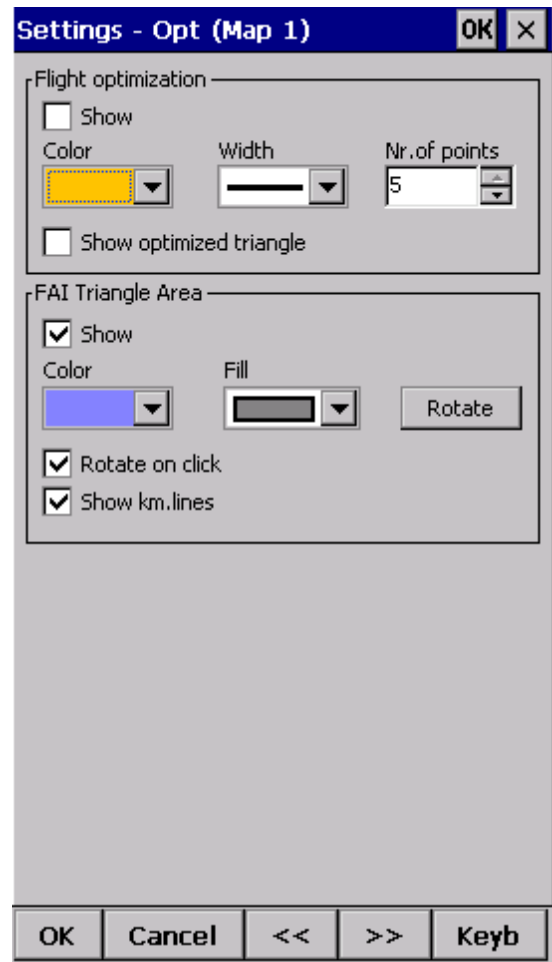 Settings - Opt (Map 1) OK
Flight optimization
Show
Color Width Nr.of points
5
Show optimized triangle
FAI Triangle Area
Show
Color Fill
Rotate
Rotate on click
Show km.lines
OK Cancel << >> Keyb